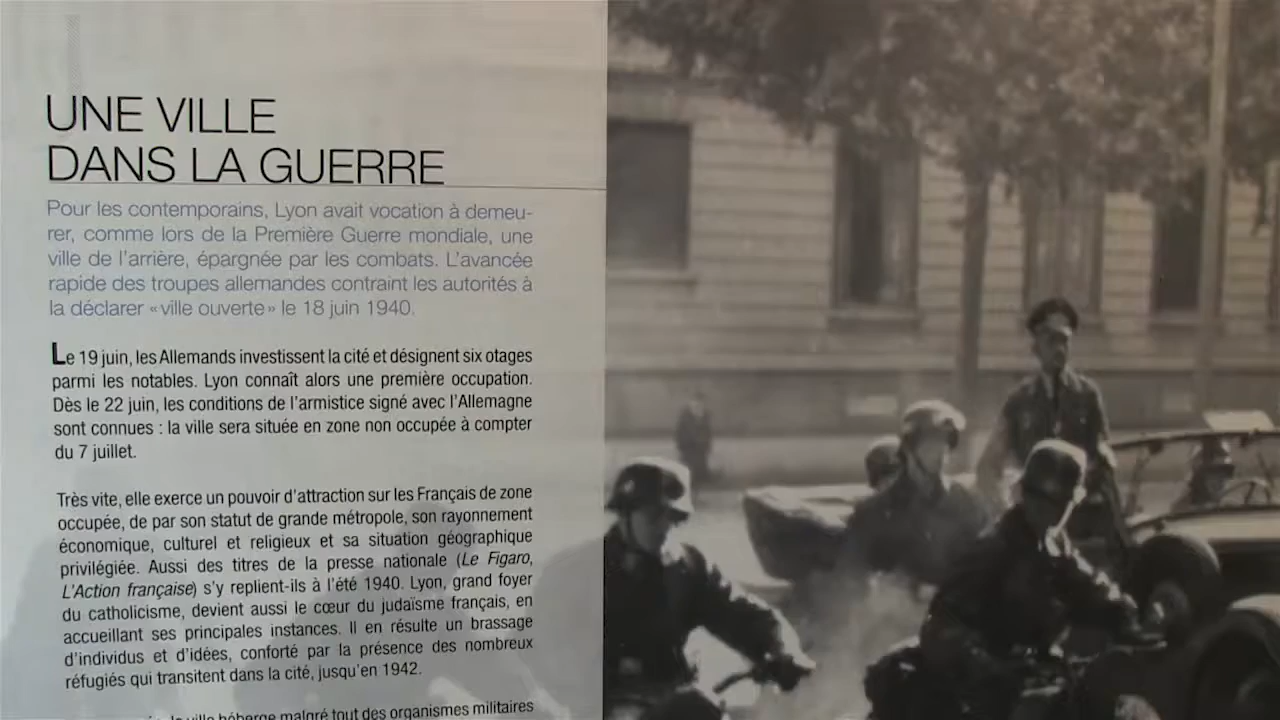 UNE VILLE
DANS LA GUERRE
Pour les contemporains, Lyon avait vocation à demeu-
rer, comme lors de la Première Guerre mondiale, une
ville de l'arrière, épargnée par les combats. L'avancée
rapide des troupes allemandes contraint les autorités à
la déclarer «ville ouverte» le 18 juin 1940.
Le 19 juin, les Allemands investissent la cité et désignent six otages
parmi les notables. Lyon connaît alors une première occupation.
Dès le 22 juin, les conditions de l'armistice signé avec l'Allemagne
sont connues : la ville sera située en zone non occupée à compter
du 7 juillet.
Très vite, elle exerce un pouvoir d'attraction sur les Français de zone
occupée, de par son statut de grande métropole, son rayonnement
économique, culturel et religieux et sa situation géographique
privilégiée. Aussi des titres de la presse nationale (Le Figaro,
L'Action française) s'y replient-ils à l'été 1940. Lyon, grand foyer
du catholicisme, devient aussi le cœur du judaïsme français, en
accueillant ses principales instances. Il en résulte un brassage
d'individus et d'idées, conforté par la présence des nombreux
réfugiés qui transitent dans la cité, jusqu'en 1942.
la ville héberge malgré tout des organismes militaires